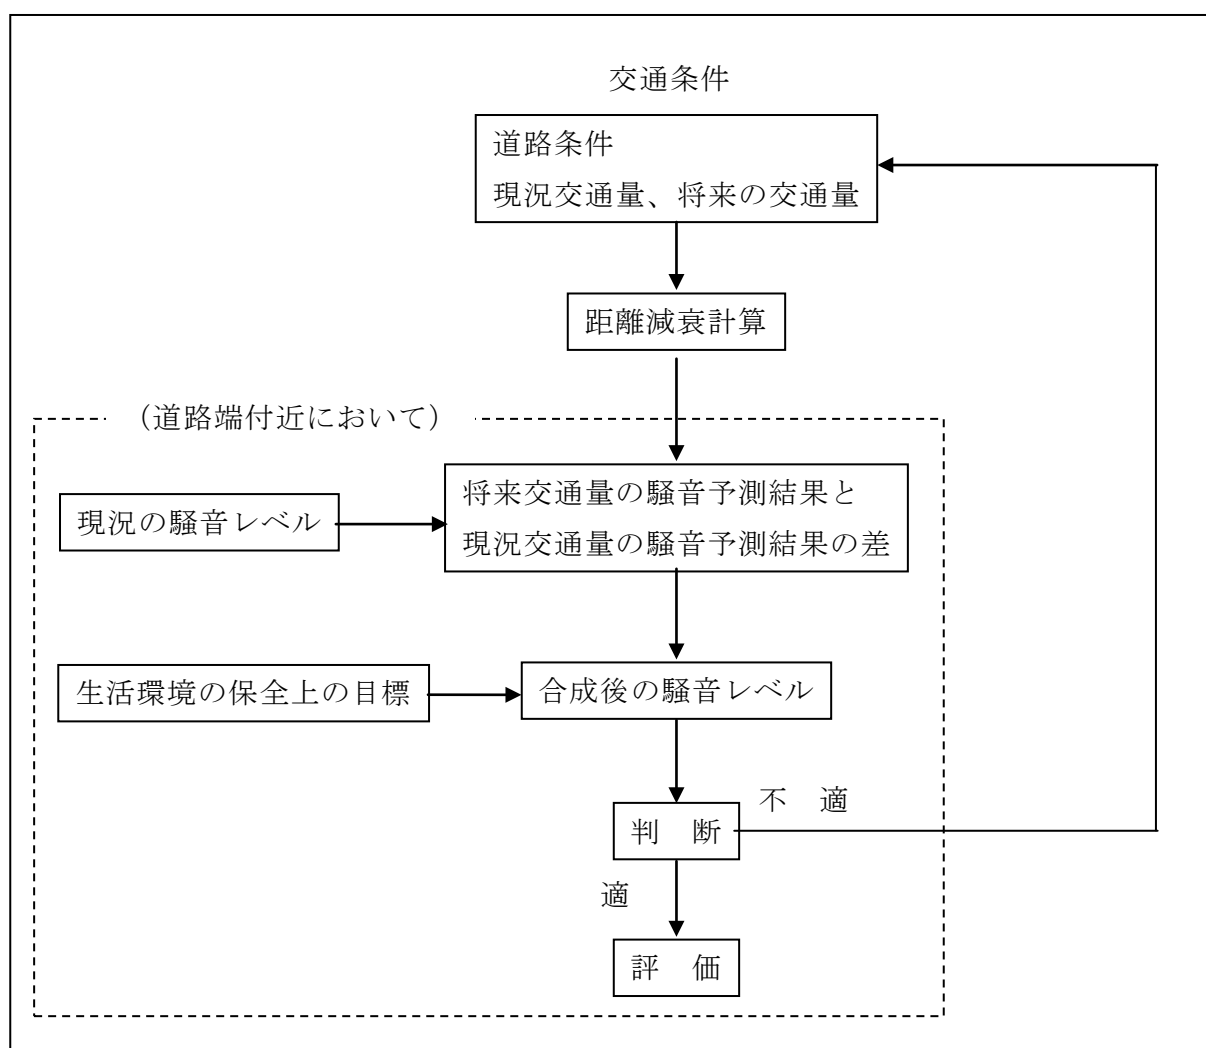 交通条件
道路条件
現況交通量、将来の交通量
距離減衰計算
（道路端付近において）
現況の騒音レベル
将来交通量の騒音予測結果と
現況交通量の騒音予測結果の差
生活環境の保全上の目標
合成後の騒音レベル
不　適
判　断
適
評　価